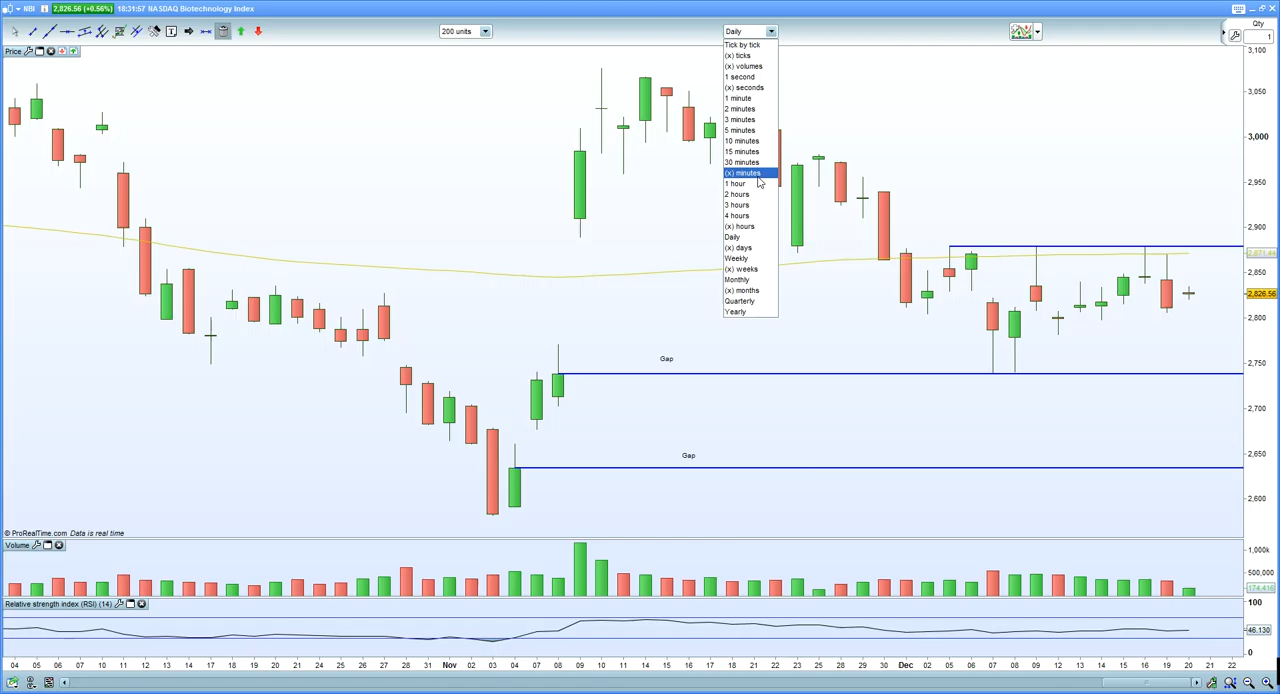 NBI 2,826.56 (+0.56%) 18:31:57 NASDAQ Biotechnology Index
200 units
Daily
Qty
1
Price
Tick by tick
(x) ticks
(x) volumes
1 second
(x) seconds
1 minute
2 minutes
3 minutes
5 minutes
10 minutes
15 minutes
30 minutes
(x) minutes
1 hour
2 hours
3 hours
4 hours
(x) hours
Daily
(x) days
Weekly
(x) weeks
Monthly
(x) months
Quarterly
Yearly
3,100
3,050
3,000
2,950
2,900
2,871.44
2,850
2,826.56
2,800
2,750
2,700
2,650
2,600
Gap
Gap
© ProRealTime.com Data is real time
Volume
1,000k
500,000
174,416
Relative strength index (RSI) (14)
100
46.130
0
04 05 06 07 10 11 12 13 14 17 18 19 20 21 24 25 26 27 28 31 Nov 02 03 04 07 08 09 10 11 14 15 16 17 18 21 22 23 25 28 29 30 Dec 02 05 06 07 08 09 12 13 14 15 16 19 20 21 22